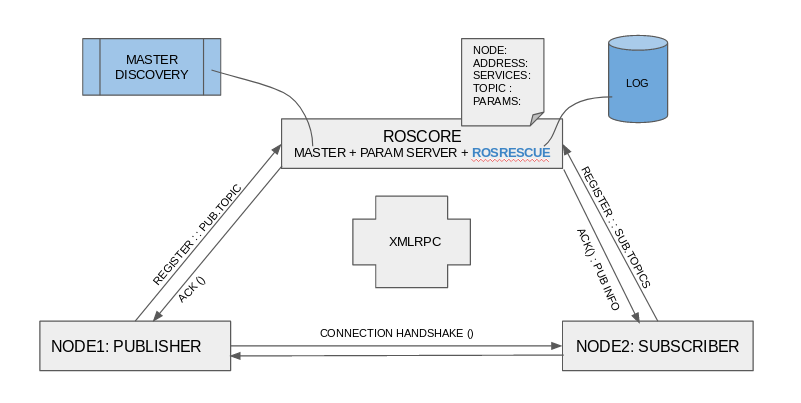 MASTER
DISCOVERY
NODE:
ADDRESS:
SERVICES:
TOPIC :
PARAMS:
LOG
ROSCORE
MASTER + PARAM SERVER + ROSRESCUE
REGISTER : : PUB.TOPIC
ACK ()
XMLRPC
REGISTER : : SUB.TOPICS
ACK() : PUB INFO
NODE1: PUBLISHER
CONNECTION HANDSHAKE ()
NODE2: SUBSCRIBER